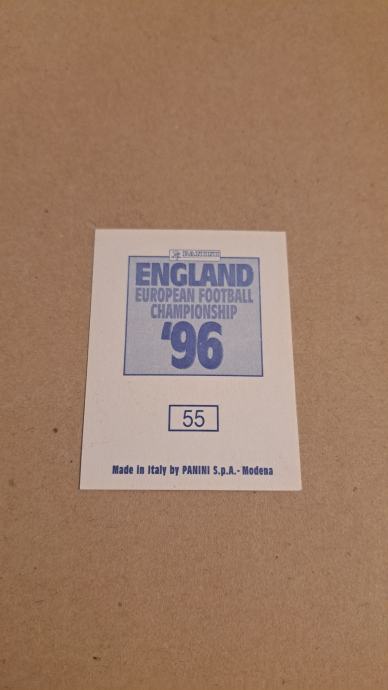 PANINI
ENGLAND
EUROPEAN FOOTBALL
CHAMPIONSHIP
'96
55
Made in Italy by PANINI S.p.A.- Modena